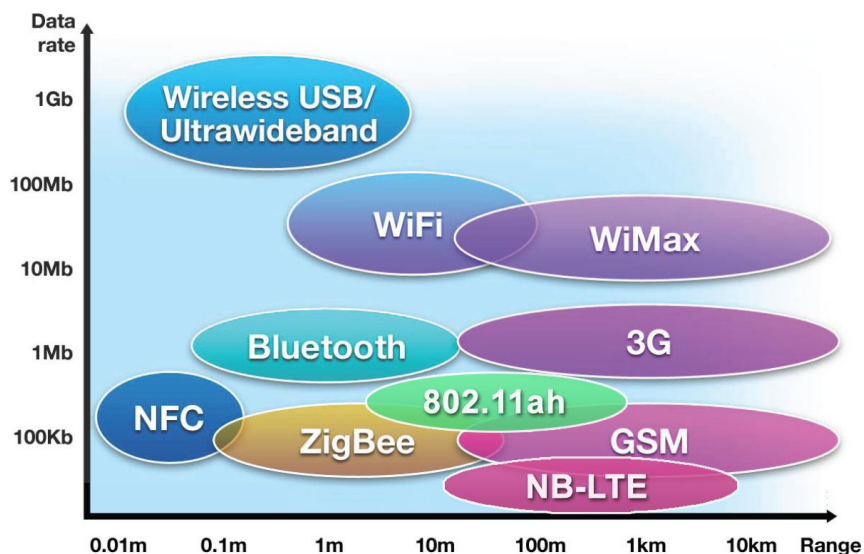 Data
rate
1Gb
Wireless USB/
Ultrawideband
100Mb
WiFi
WiMax
10Mb
1Mb
Bluetooth
3G
802.11ah
NFC
100Kb
ZigBee
GSM
NB-LTE
0.01m 0.1m 1m 10m 100m 1km 10km Range